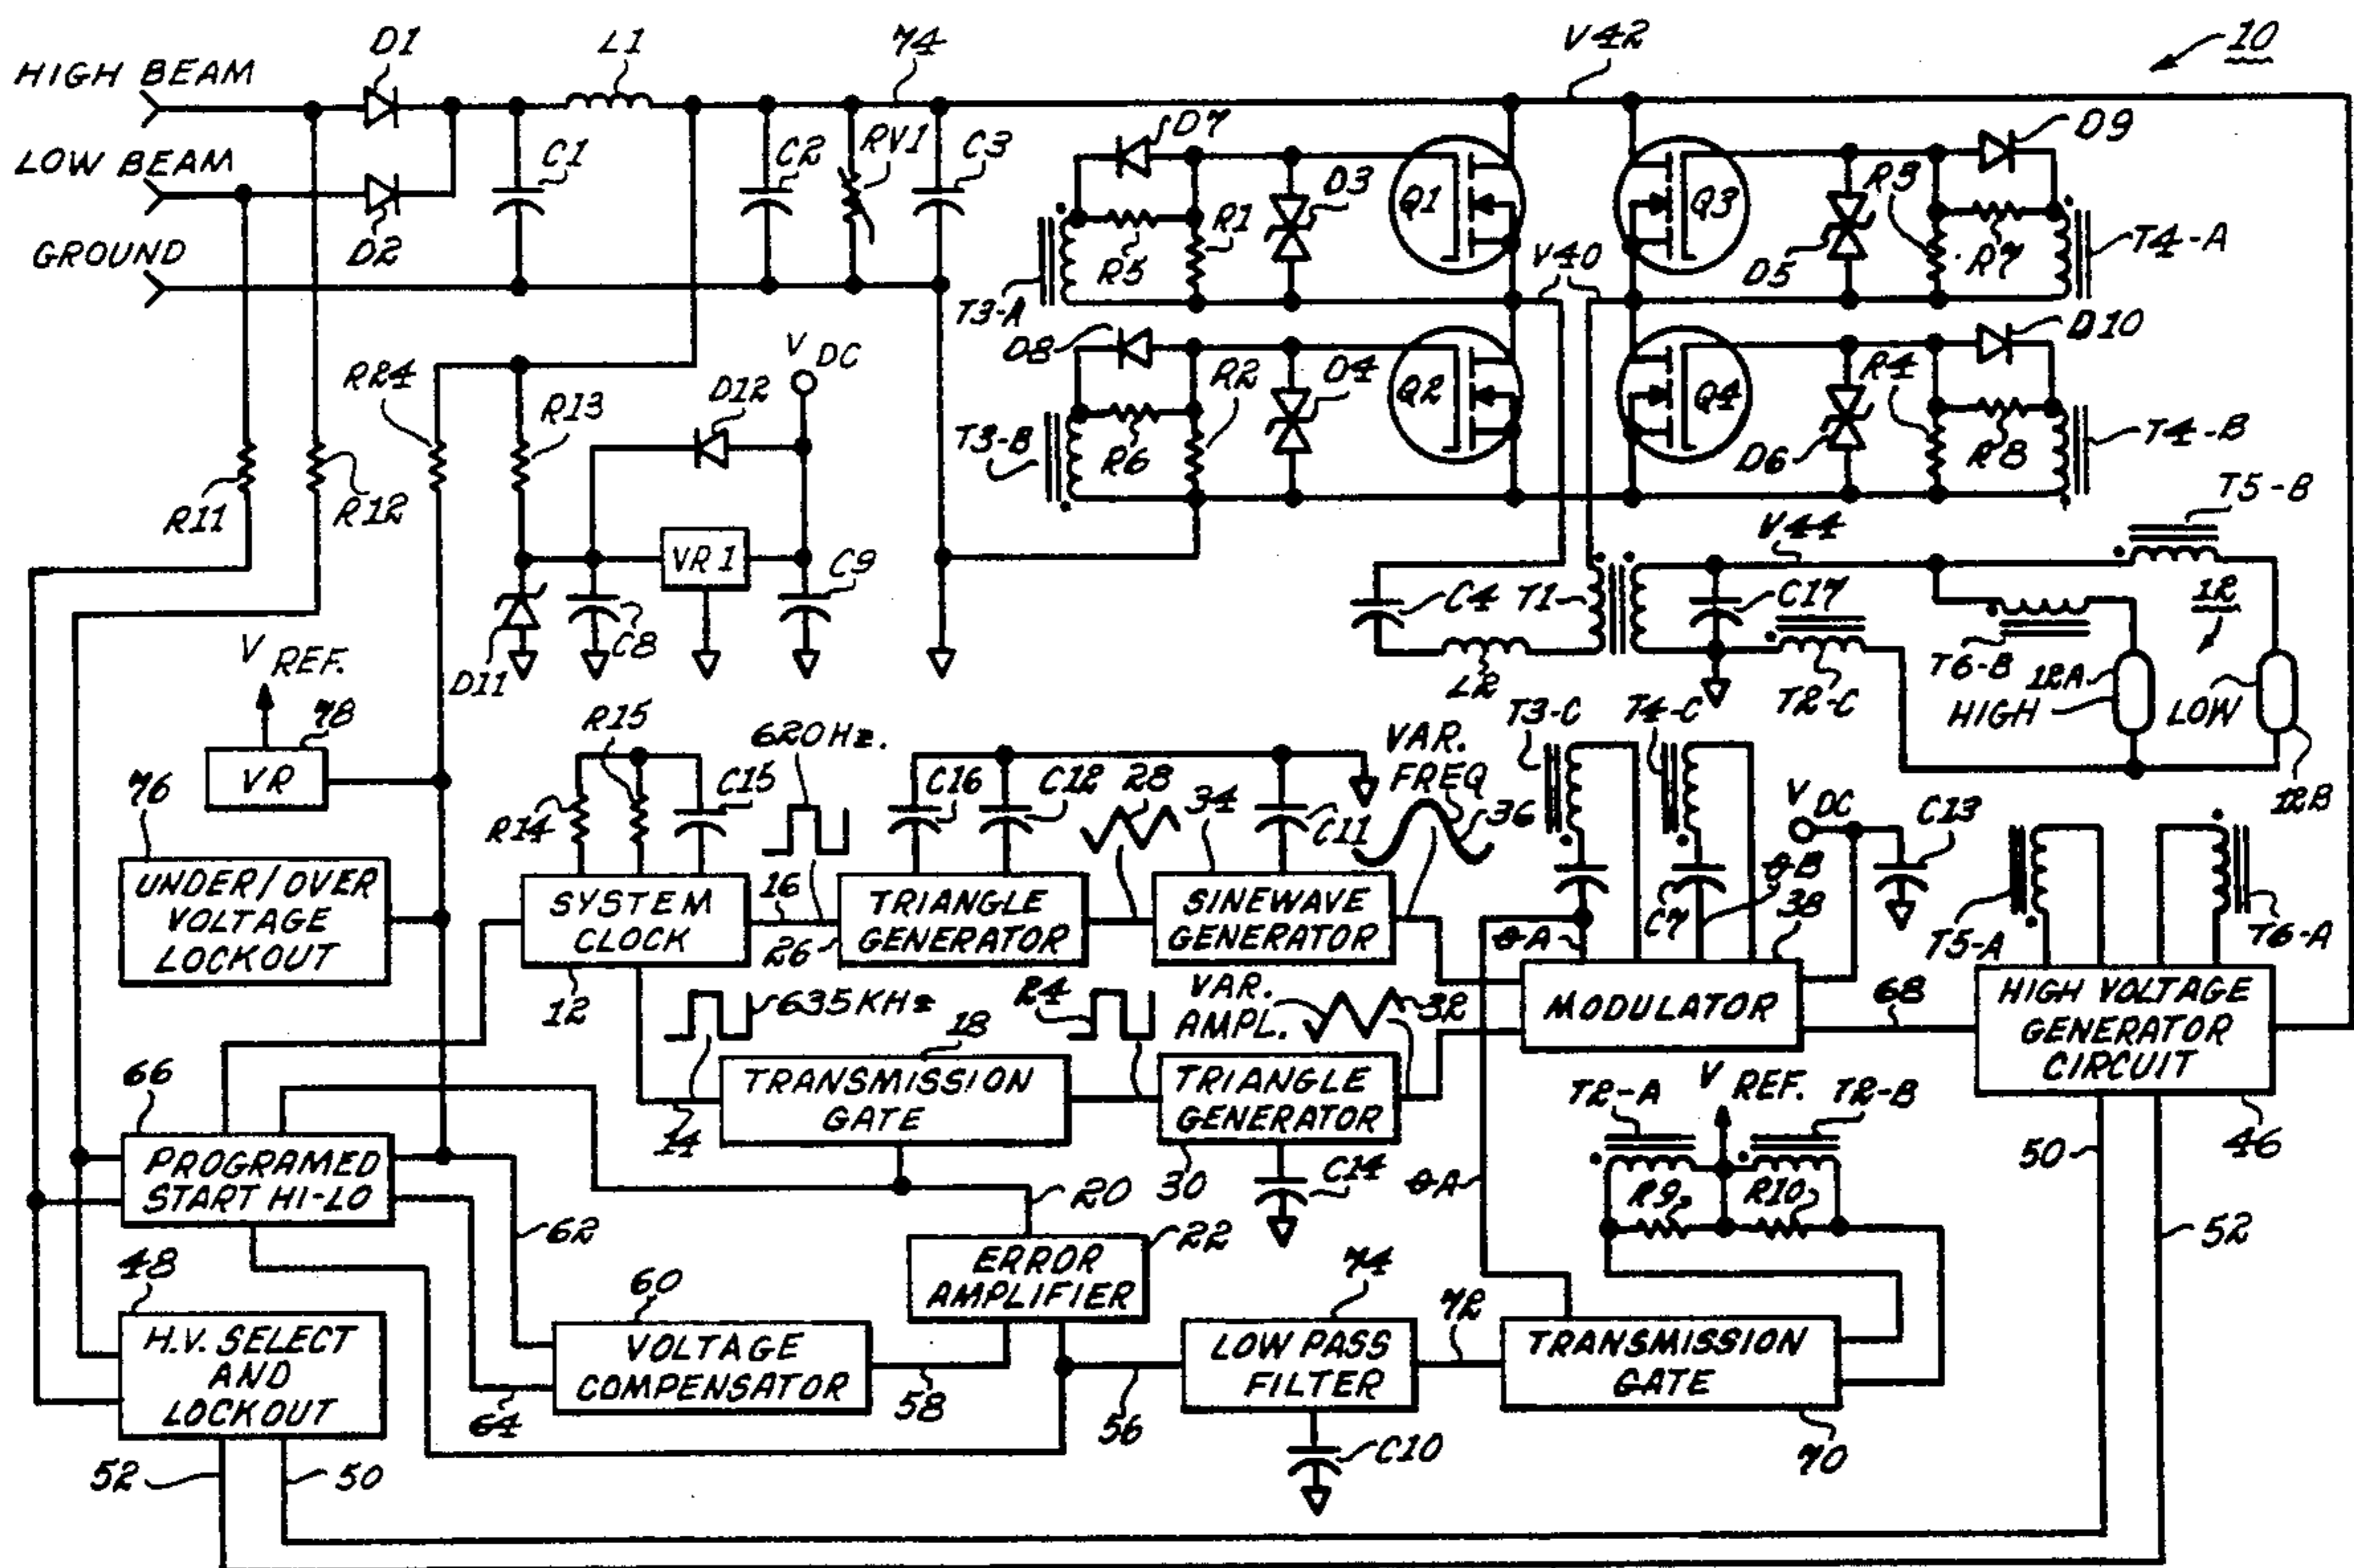 10
HIGH BEAM
D1
L1
74
V42
LOW BEAM
D2
C1
C2
RV1
C3
GROUND
D7
D3
Q1
Q3
D9
R5
R1
T3-A
V40
D5
R3
R7
T4-A
D8
D4
Q2
Q4
D10
R6
R2
T3-B
D6
R4
R8
T4-B
T5-B
R24
R13
D12
V DC
R11
R12
VR1
C9
D11
C8
C4
T1
L2
V44
C17
T2-C
T6-B
12
12A
HIGH
LOW
12B
V REF.
78
VR
76
UNDER/OVER
VOLTAGE
LOCKOUT
R14
R15
C15
620Hz.
C16
C12
28
34
C11
VAR.
FREQ
36
T3-C
T4-C
V DC
C13
SYSTEM
CLOCK
12
16
26
TRIANGLE
GENERATOR
SINEWAVE
GENERATOR
θA
C7
θB
38
T5-A
T6-A
635KHz
24
VAR.
AMPL.
32
MODULATOR
68
HIGH VOLTAGE
GENERATOR
CIRCUIT
46
66
PROGRAMED
START HI-LO
14
18
TRANSMISSION
GATE
TRIANGLE
GENERATOR
30
C14
T2-A
V REF.
T2-B
R9
R10
θA
50
52
62
20
48
H.V. SELECT
AND
LOCKOUT
60
VOLTAGE
COMPENSATOR
64
22
ERROR
AMPLIFIER
58
56
74
LOW PASS
FILTER
C10
72
TRANSMISSION
GATE
70
52
50